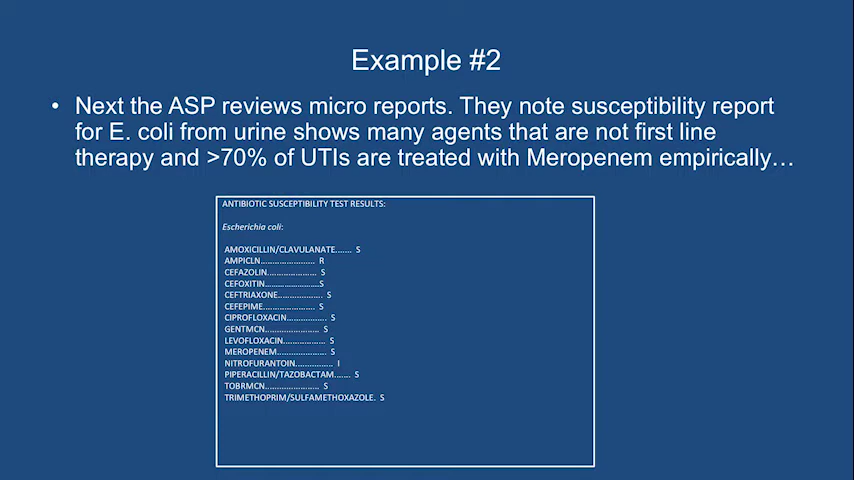 Example #2
• Next the ASP reviews micro reports. They note susceptibility report
for E. coli from urine shows many agents that are not first line
therapy and >70% of UTIs are treated with Meropenem empirically…
ANTIBIOTIC SUSCEPTIBILITY TEST RESULTS:
Escherichia coli:
AMOXICILLIN/CLAVULANATE....... S
AMPICLN........................ R
CEFAZOLIN...................... S
CEFOXITIN........................S
CEFTRIAXONE................... S
CEFEPIME....................... S
CIPROFLOXACIN................. S
GENTMCN........................ S
LEVOFLOXACIN.................. S
MEROPENEM...................... S
NITROFURANTOIN................ I
PIPERACILLIN/TAZOBACTAM....... S
TOBRMCN........................ S
TRIMETHOPRIM/SULFAMETHOXAZOLE. S